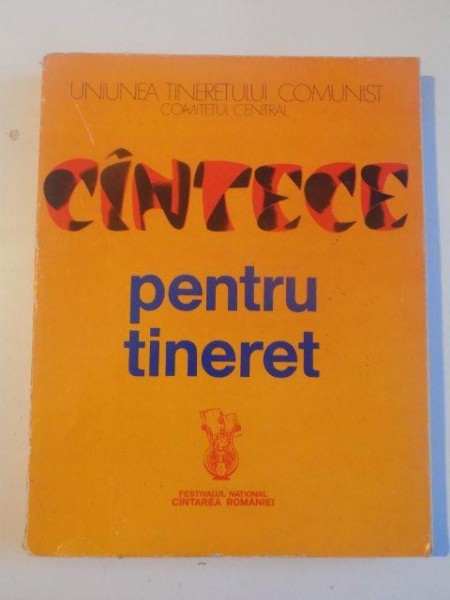 UNIUNEA TINERETULUI COMUNIST
COMITETUL CENTRAL
CÎNTECE
pentru
tineret
FESTIVALUL NAȚIONAL
CÎNTAREA ROMÂNIEI